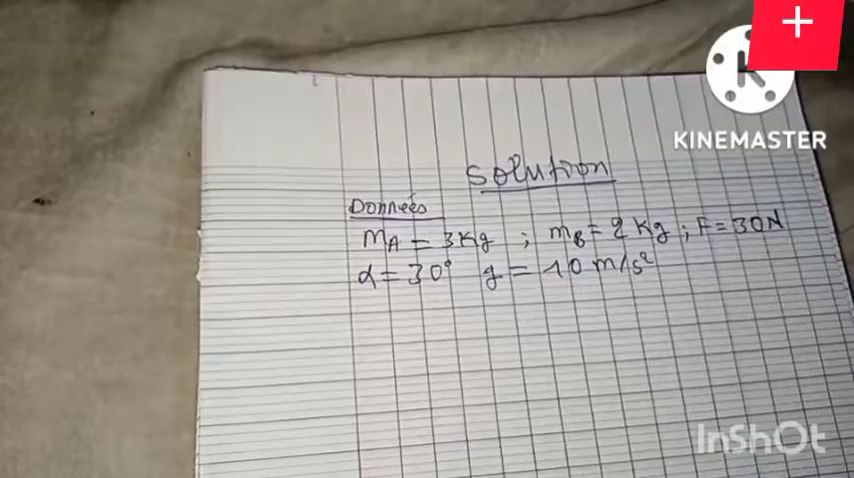 Solution
Données
mA = 3Kg ; mB = 2 Kg ; F = 30N
α = 30° g = 10 m/s²
KINEMASTER
InShOt